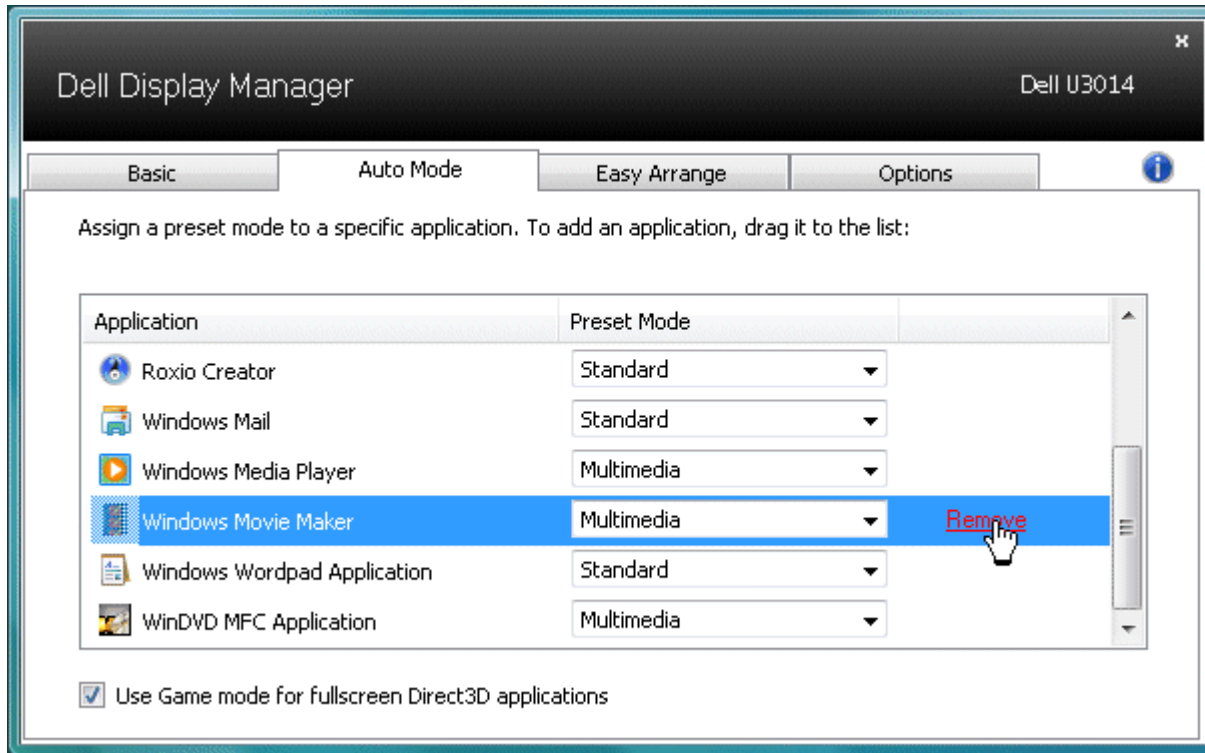 Dell Display Manager
Dell U3014
Basic
Auto Mode
Easy Arrange
Options
Assign a preset mode to a specific application. To add an application, drag it to the list:
Application
Preset Mode
Roxio Creator
Standard
Windows Mail
Standard
Windows Media Player
Multimedia
Windows Movie Maker
Multimedia
Remove
Windows Wordpad Application
Standard
WinDVD MFC Application
Multimedia
Use Game mode for fullscreen Direct3D applications